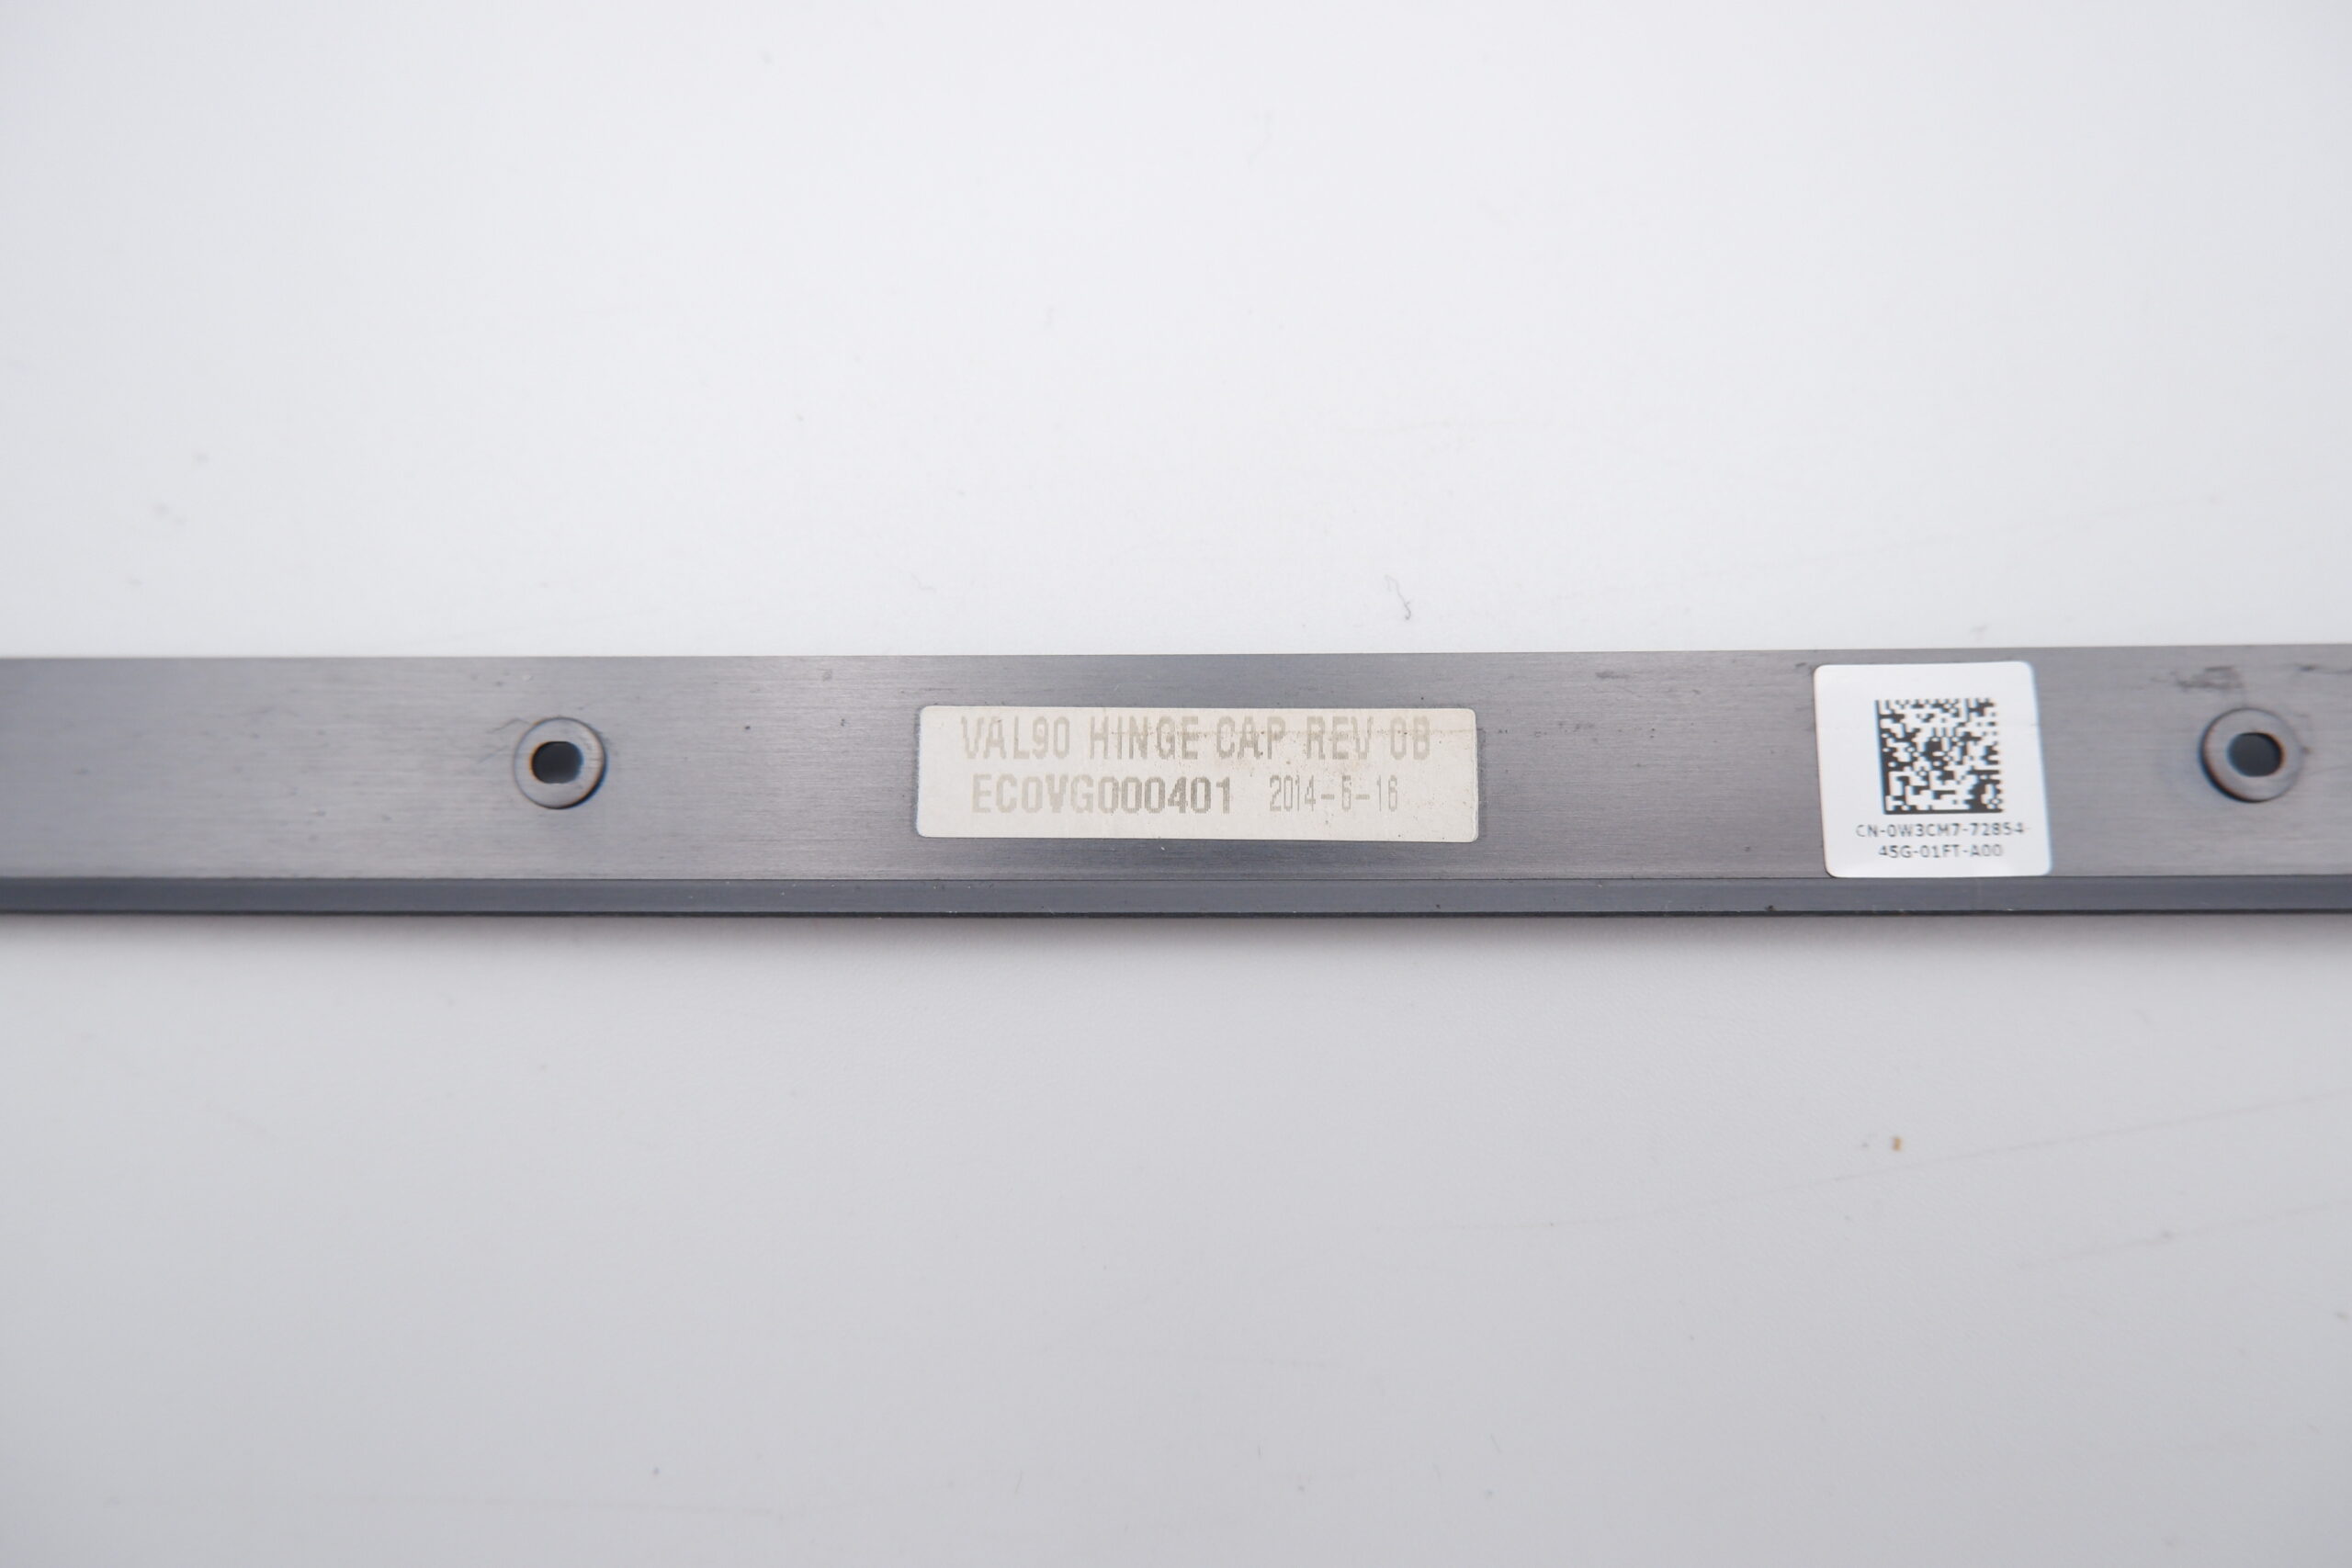 VAL90 HINGE CAP REV 0B
EC0VG000401 2014-5-16
CN-0W3CM7-72854-
45G-01FT-A00